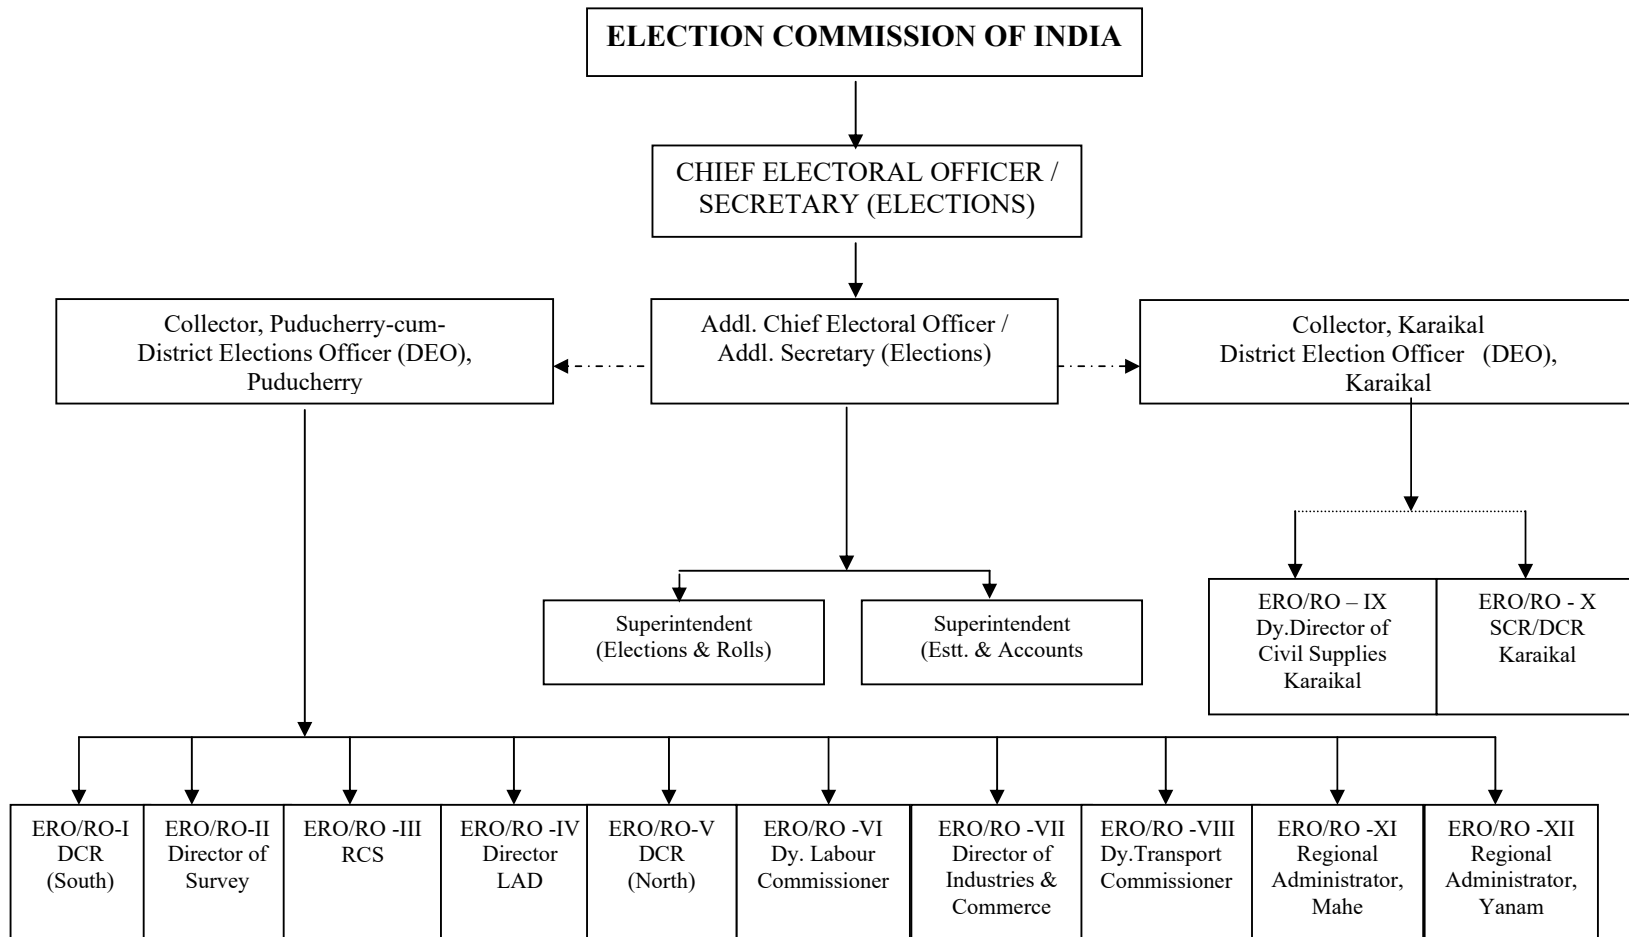 ELECTION COMMISSION OF INDIA
CHIEF ELECTORAL OFFICER /
SECRETARY (ELECTIONS)
Collector, Puducherry-cum-
District Elections Officer (DEO),
Puducherry
Addl. Chief Electoral Officer /
Addl. Secretary (Elections)
Collector, Karaikal
District Election Officer (DEO),
Karaikal
Superintendent
(Elections & Rolls)
Superintendent
(Estt. & Accounts
ERO/RO – IX
Dy.Director of
Civil Supplies
Karaikal
ERO/RO - X
SCR/DCR
Karaikal
ERO/RO-I
DCR
(South)
ERO/RO-II
Director of
Survey
ERO/RO -III
RCS
ERO/RO -IV
Director
LAD
ERO/RO-V
DCR
(North)
ERO/RO -VI
Dy. Labour
Commissioner
ERO/RO -VII
Director of
Industries &
Commerce
ERO/RO -VIII
Dy.Transport
Commissioner
ERO/RO -XI
Regional
Administrator,
Mahe
ERO/RO -XII
Regional
Administrator,
Yanam